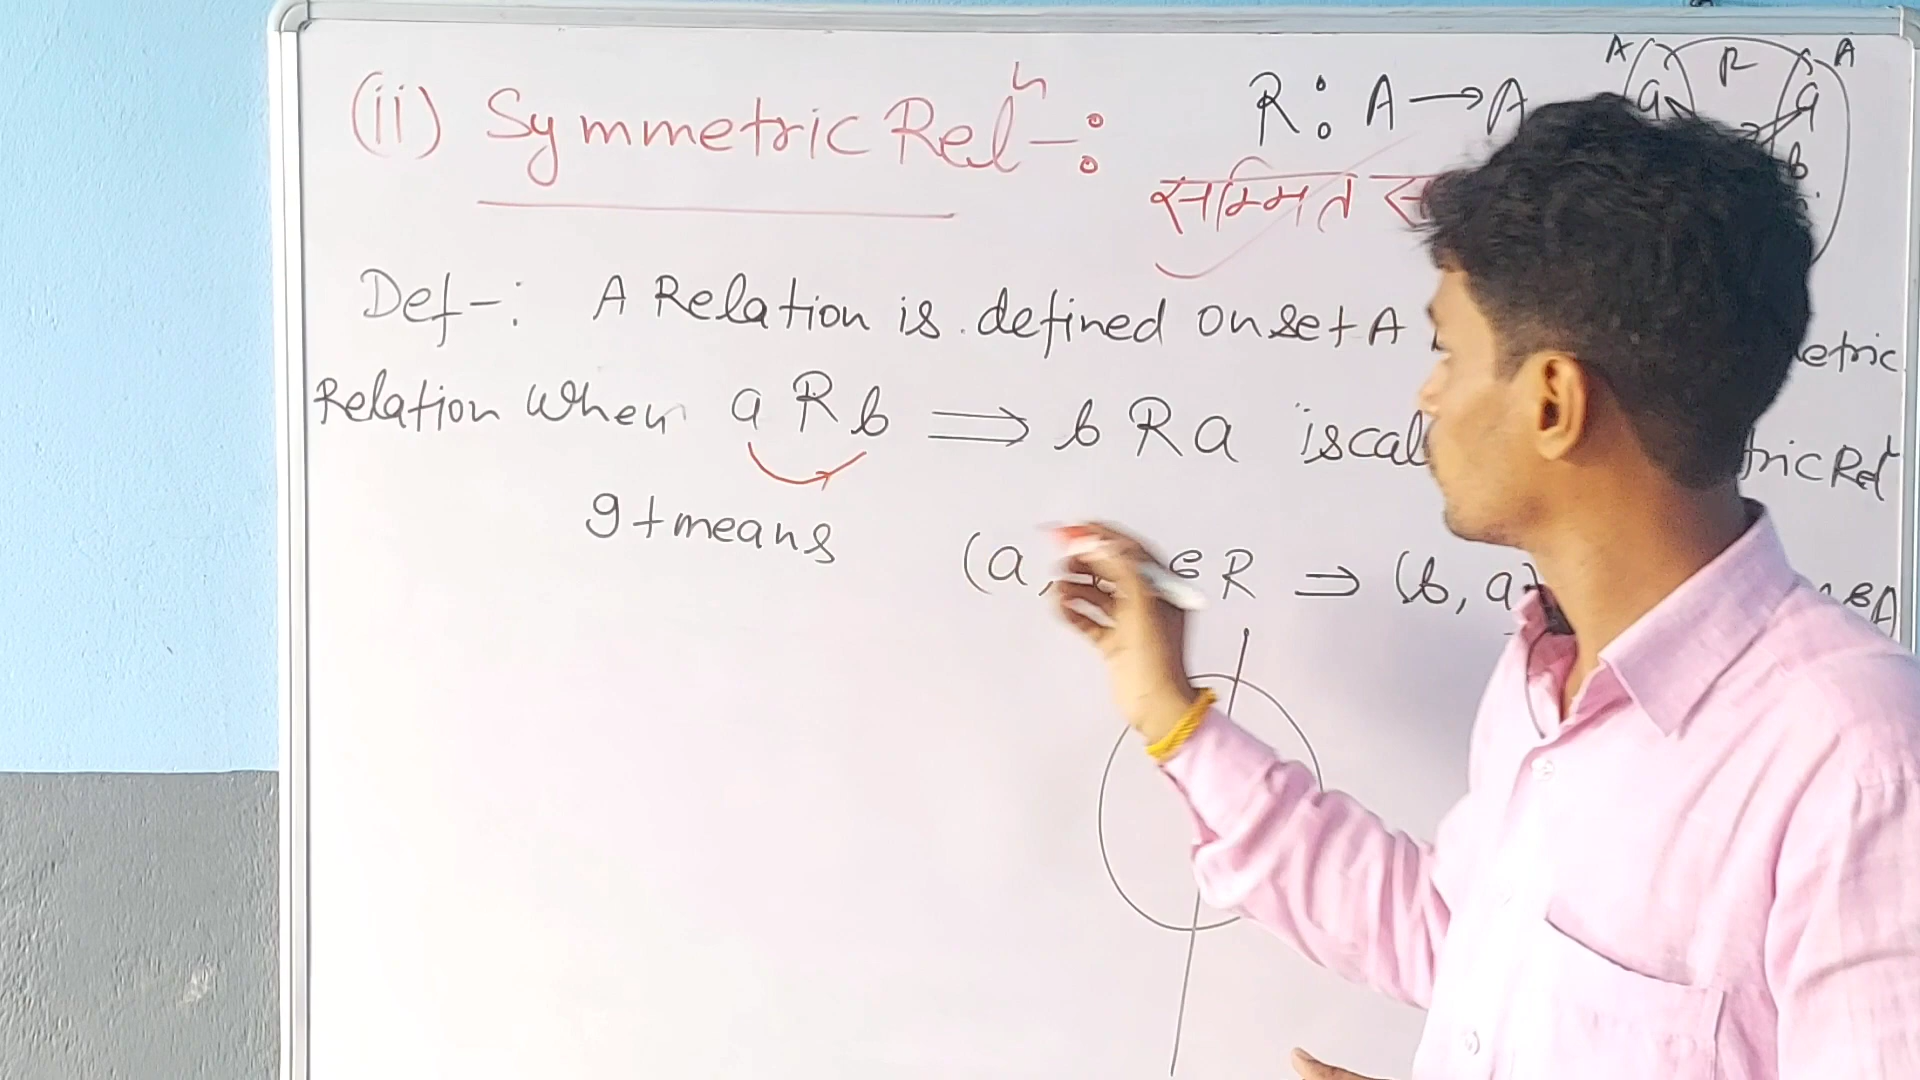 (ii) Symmetric Relⁿ-: R: A → A
A R A
a a
b
सम्मित
Def-: A Relation is defined on set A etric
Relation when a R b ⟹ b R a is cal tric Relⁿ
It means (a, ∈ R ⇒ (b, a) ∈A